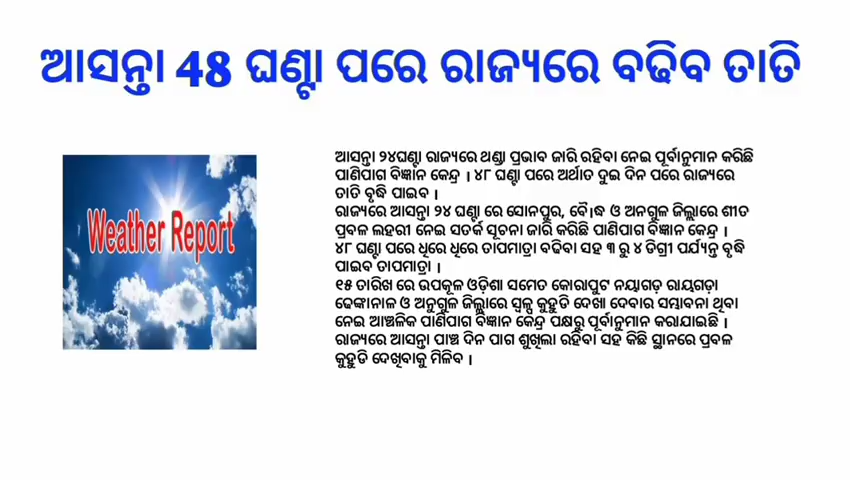 ଆସନ୍ତା 48 ଘଣ୍ଟା ପରେ ରାଜ୍ୟରେ ବଢିବ ତାତି
Weather Report
ଆସନ୍ତା ୨୪ଘଣ୍ଟା ରାଜ୍ୟରେ ଥଣ୍ଡା ପ୍ରଭାବ ଜାରି ରହିବା ନେଇ ପୂର୍ବାନୁମାନ କରିଛି
ପାଣିପାଗ ବିଜ୍ଞାନ କେନ୍ଦ୍ର । ୪୮ ଘଣ୍ଟା ପରେ ଅର୍ଥାତ ଦୁଇ ଦିନ ପରେ ରାଜ୍ୟରେ
ତାତି ବୃଦ୍ଧି ପାଇବ ।
ରାଜ୍ୟରେ ଆସନ୍ତା ୨୪ ଘଣ୍ଟା ରେ ସୋନପୁର, ବୈାଦ୍ଧ ଓ ଅନଗୁଳ ଜିଲ୍ଲାରେ ଶୀତ
ପ୍ରବଳ ଲହରୀ ନେଇ ସତର୍କ ସୂଚନା ଜାରି କରିଛି ପାଣିପାଗ ବିଜ୍ଞାନ କେନ୍ଦ୍ର ।
୪୮ ଘଣ୍ଟା ପରେ ଧିରେ ଧିରେ ତାପମାତ୍ରା ବଢିବା ସହ ୩ ରୁ ୪ ଡିଗ୍ରୀ ପର୍ଯ୍ୟନ୍ତ ବୃଦ୍ଧି
ପାଇବ ତାପମାତ୍ରା ।
୧୫ ତାରିଖ ରେ ଉପକୂଳ ଓଡ଼ିଶା ସମେତ କୋରାପୁଟ ନୟାଗଡ଼ ରାୟଗଡ଼ା
ଢେଙ୍କାନାଳ ଓ ଅନୁଗୁଳ ଜିଲ୍ଲାରେ ସ୍ୱଳ୍ପ କୁହୁଡି ଦେଖା ଦେବାର ସମ୍ଭାବନା ଥିବା
ନେଇ ଆଞ୍ଚଳିକ ପାଣିପାଗ ବିଜ୍ଞାନ କେନ୍ଦ୍ର ପକ୍ଷରୁ ପୂର୍ବାନୁମାନ କରାଯାଇଛି ।
ରାଜ୍ୟରେ ଆସନ୍ତା ପାଞ୍ଚ ଦିନ ପାଗ ଶୁଖିଲା ରହିବା ସହ କିଛି ସ୍ଥାନରେ ପ୍ରବଳ
କୁହୁଡି ଦେଖିବାକୁ ମିଳିବ ।